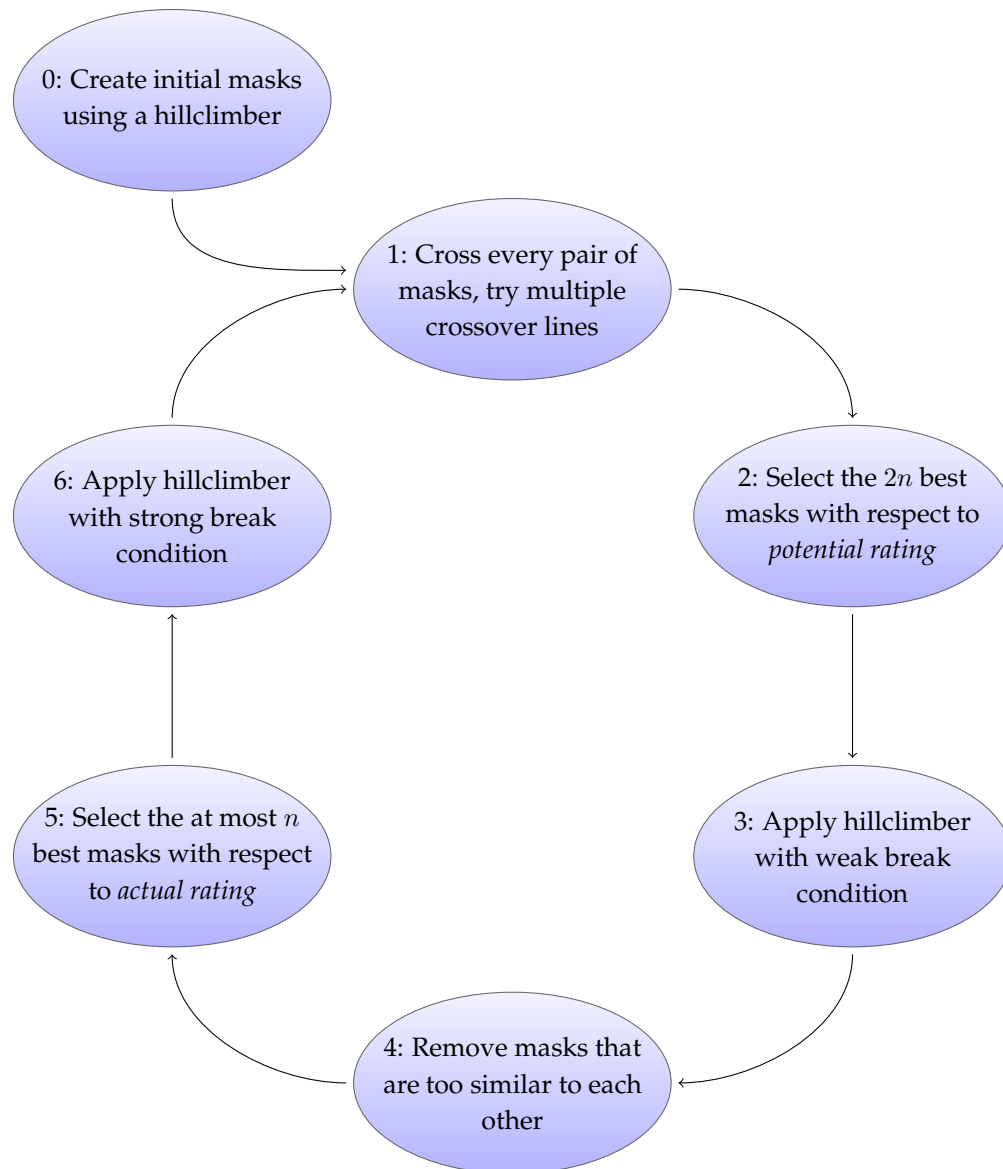 0: Create initial masks
using a hillclimber
1: Cross every pair of
masks, try multiple
crossover lines
2: Select the 2n best
masks with respect to
potential rating
3: Apply hillclimber
with weak break
condition
4: Remove masks that
are too similar to each
other
5: Select the at most n
best masks with respect
to actual rating
6: Apply hillclimber
with strong break
condition